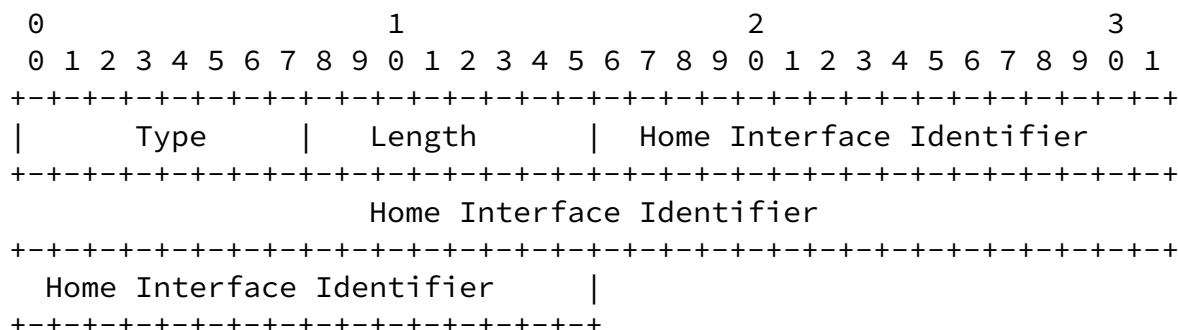 0                   1                   2                   3
 0 1 2 3 4 5 6 7 8 9 0 1 2 3 4 5 6 7 8 9 0 1 2 3 4 5 6 7 8 9 0 1
+-+-+-+-+-+-+-+-+-+-+-+-+-+-+-+-+-+-+-+-+-+-+-+-+-+-+-+-+-+-+-+-+
|      Type     |   Length      |  Home Interface Identifier
+-+-+-+-+-+-+-+-+-+-+-+-+-+-+-+-+-+-+-+-+-+-+-+-+-+-+-+-+-+-+-+-+
                    Home Interface Identifier
+-+-+-+-+-+-+-+-+-+-+-+-+-+-+-+-+-+-+-+-+-+-+-+-+-+-+-+-+-+-+-+-+
  Home Interface Identifier     |
+-+-+-+-+-+-+-+-+-+-+-+-+-+-+-+-+